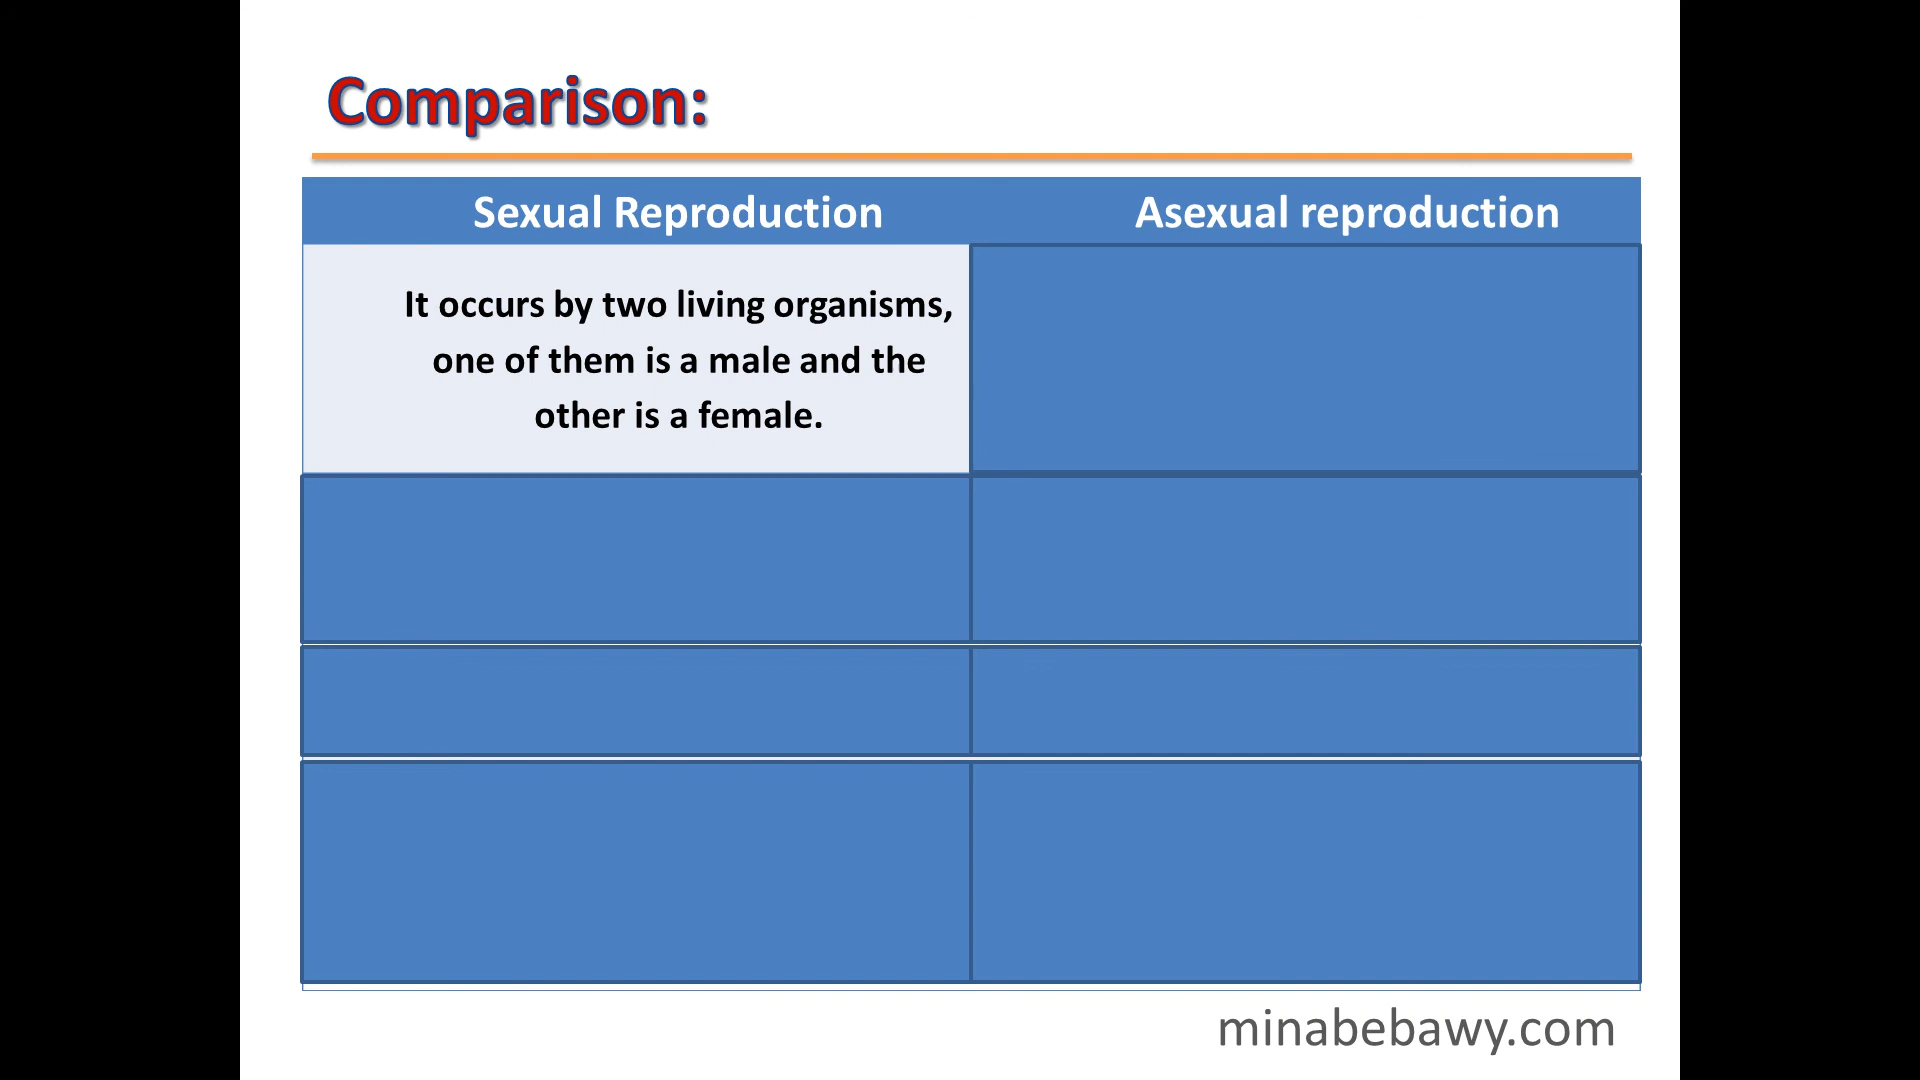 Comparison:
Sexual Reproduction
Asexual reproduction
It occurs by two living organisms,
one of them is a male and the
other is a female.
minabebawy.com